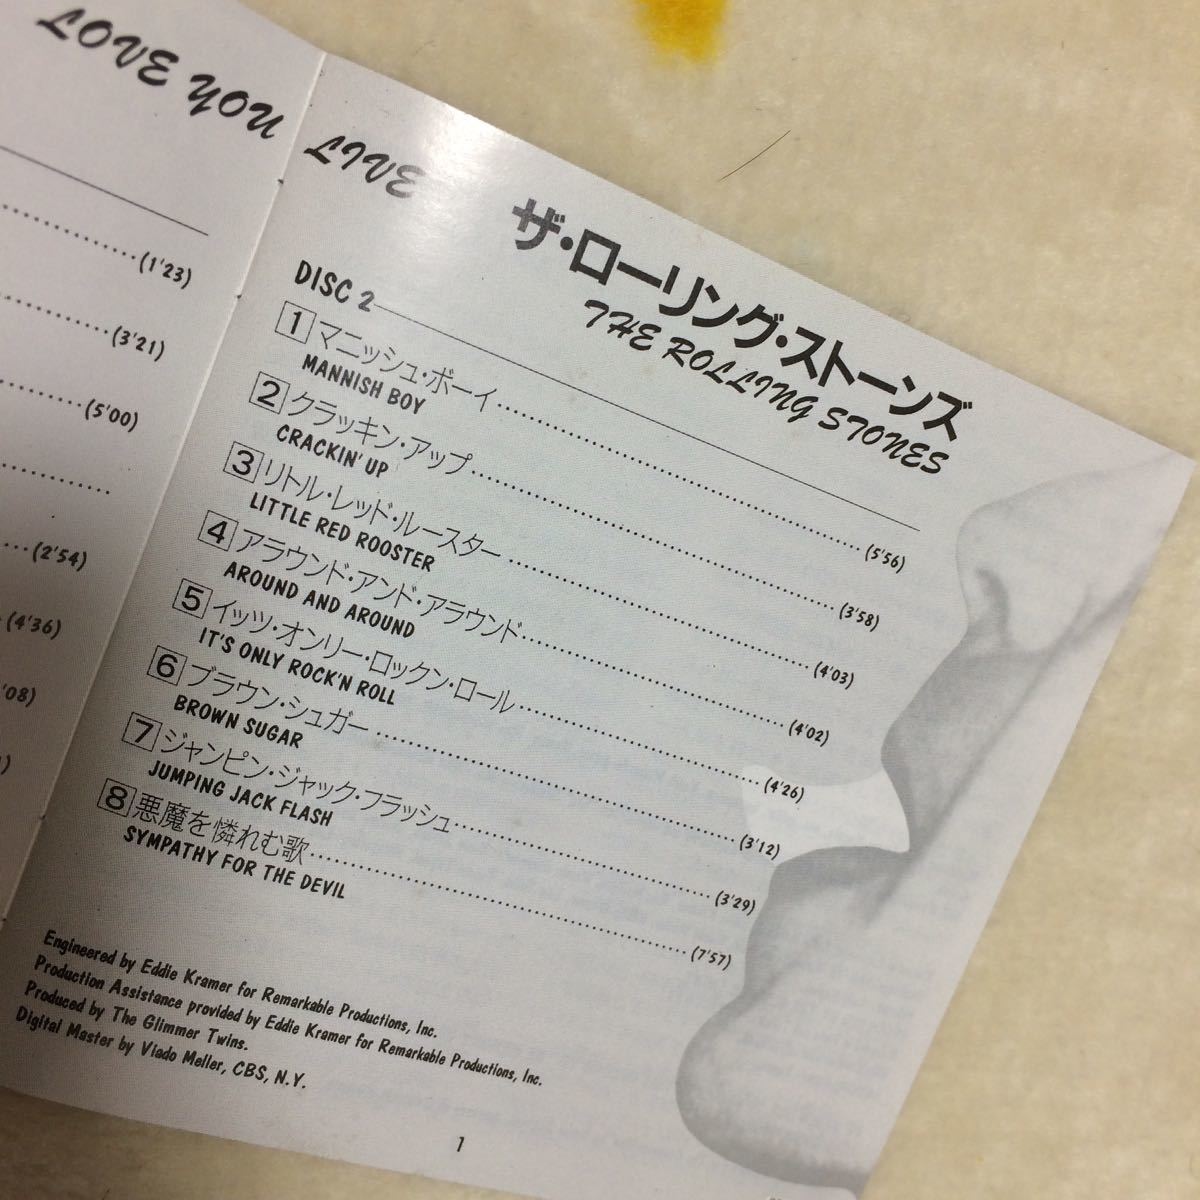 LOVE YOU LIVE
ザ・ローリング・ストーンズ
THE ROLLING STONES
(1'23)
(3'21)
(5'00)
(2'54)
(4'36)
'08)
DISC 2
1 マニッシュ・ボーイ (5'56)
MANNISH BOY
2 クラッキン・アップ (3'58)
CRACKIN' UP
3 リトル・レッド・ルースター (4'03)
LITTLE RED ROOSTER
4 アラウンド・アンド・アラウンド (4'02)
AROUND AND AROUND
5 イッツ・オンリー・ロックン・ロール (4'26)
IT'S ONLY ROCK'N ROLL
6 ブラウン・シュガー (3'12)
BROWN SUGAR
7 ジャンピン・ジャック・フラッシュ (3'29)
JUMPING JACK FLASH
8 悪魔を憐れむ歌 (7'57)
SYMPATHY FOR THE DEVIL
Engineered by Eddie Kramer for Remarkable Productions, Inc.
Production Assistance provided by Eddie Kramer for Remarkable Productions, Inc.
Produced by The Glimmer Twins.
Digital Master by Vlado Meller, CBS, N.Y.
1